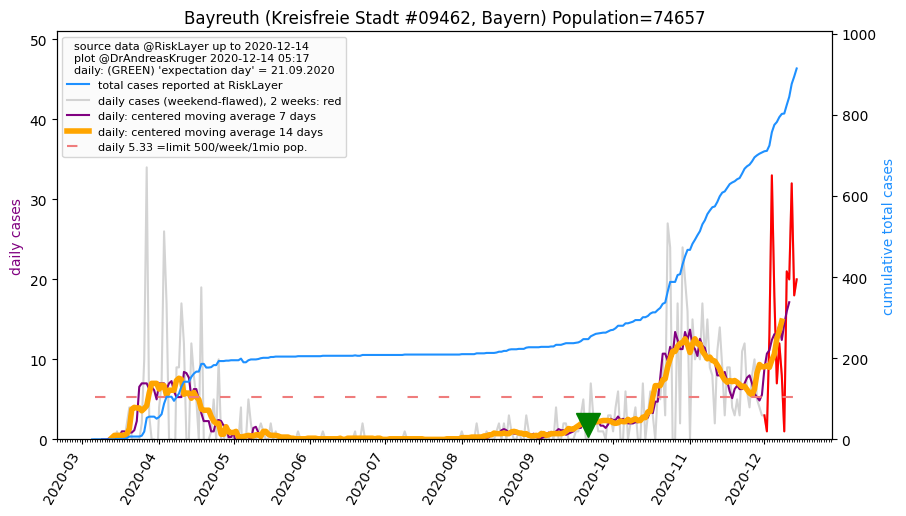 Bayreuth (Kreisfreie Stadt #09462, Bayern) Population=74657
source data @RiskLayer up to 2020-12-14
plot @DrAndreasKruger 2020-12-14 05:17
daily: (GREEN) 'expectation day' = 21.09.2020
total cases reported at RiskLayer
daily cases (weekend-flawed), 2 weeks: red
daily: centered moving average 7 days
daily: centered moving average 14 days
daily 5.33 =limit 500/week/1mio pop.
daily cases
50
40
30
20
10
0
cumulative total cases
1000
800
600
400
200
0
2020-03
2020-04
2020-05
2020-06
2020-07
2020-08
2020-09
2020-10
2020-11
2020-12